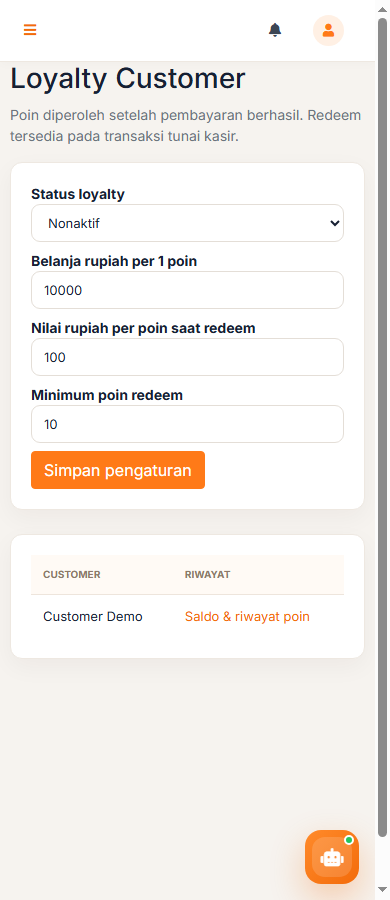 Loyalty Customer
Poin diperoleh setelah pembayaran berhasil. Redeem
tersedia pada transaksi tunai kasir.
Status loyalty
Nonaktif
Belanja rupiah per 1 poin
10000
Nilai rupiah per poin saat redeem
100
Minimum poin redeem
10
Simpan pengaturan
CUSTOMER RIWAYAT
Customer Demo Saldo & riwayat poin